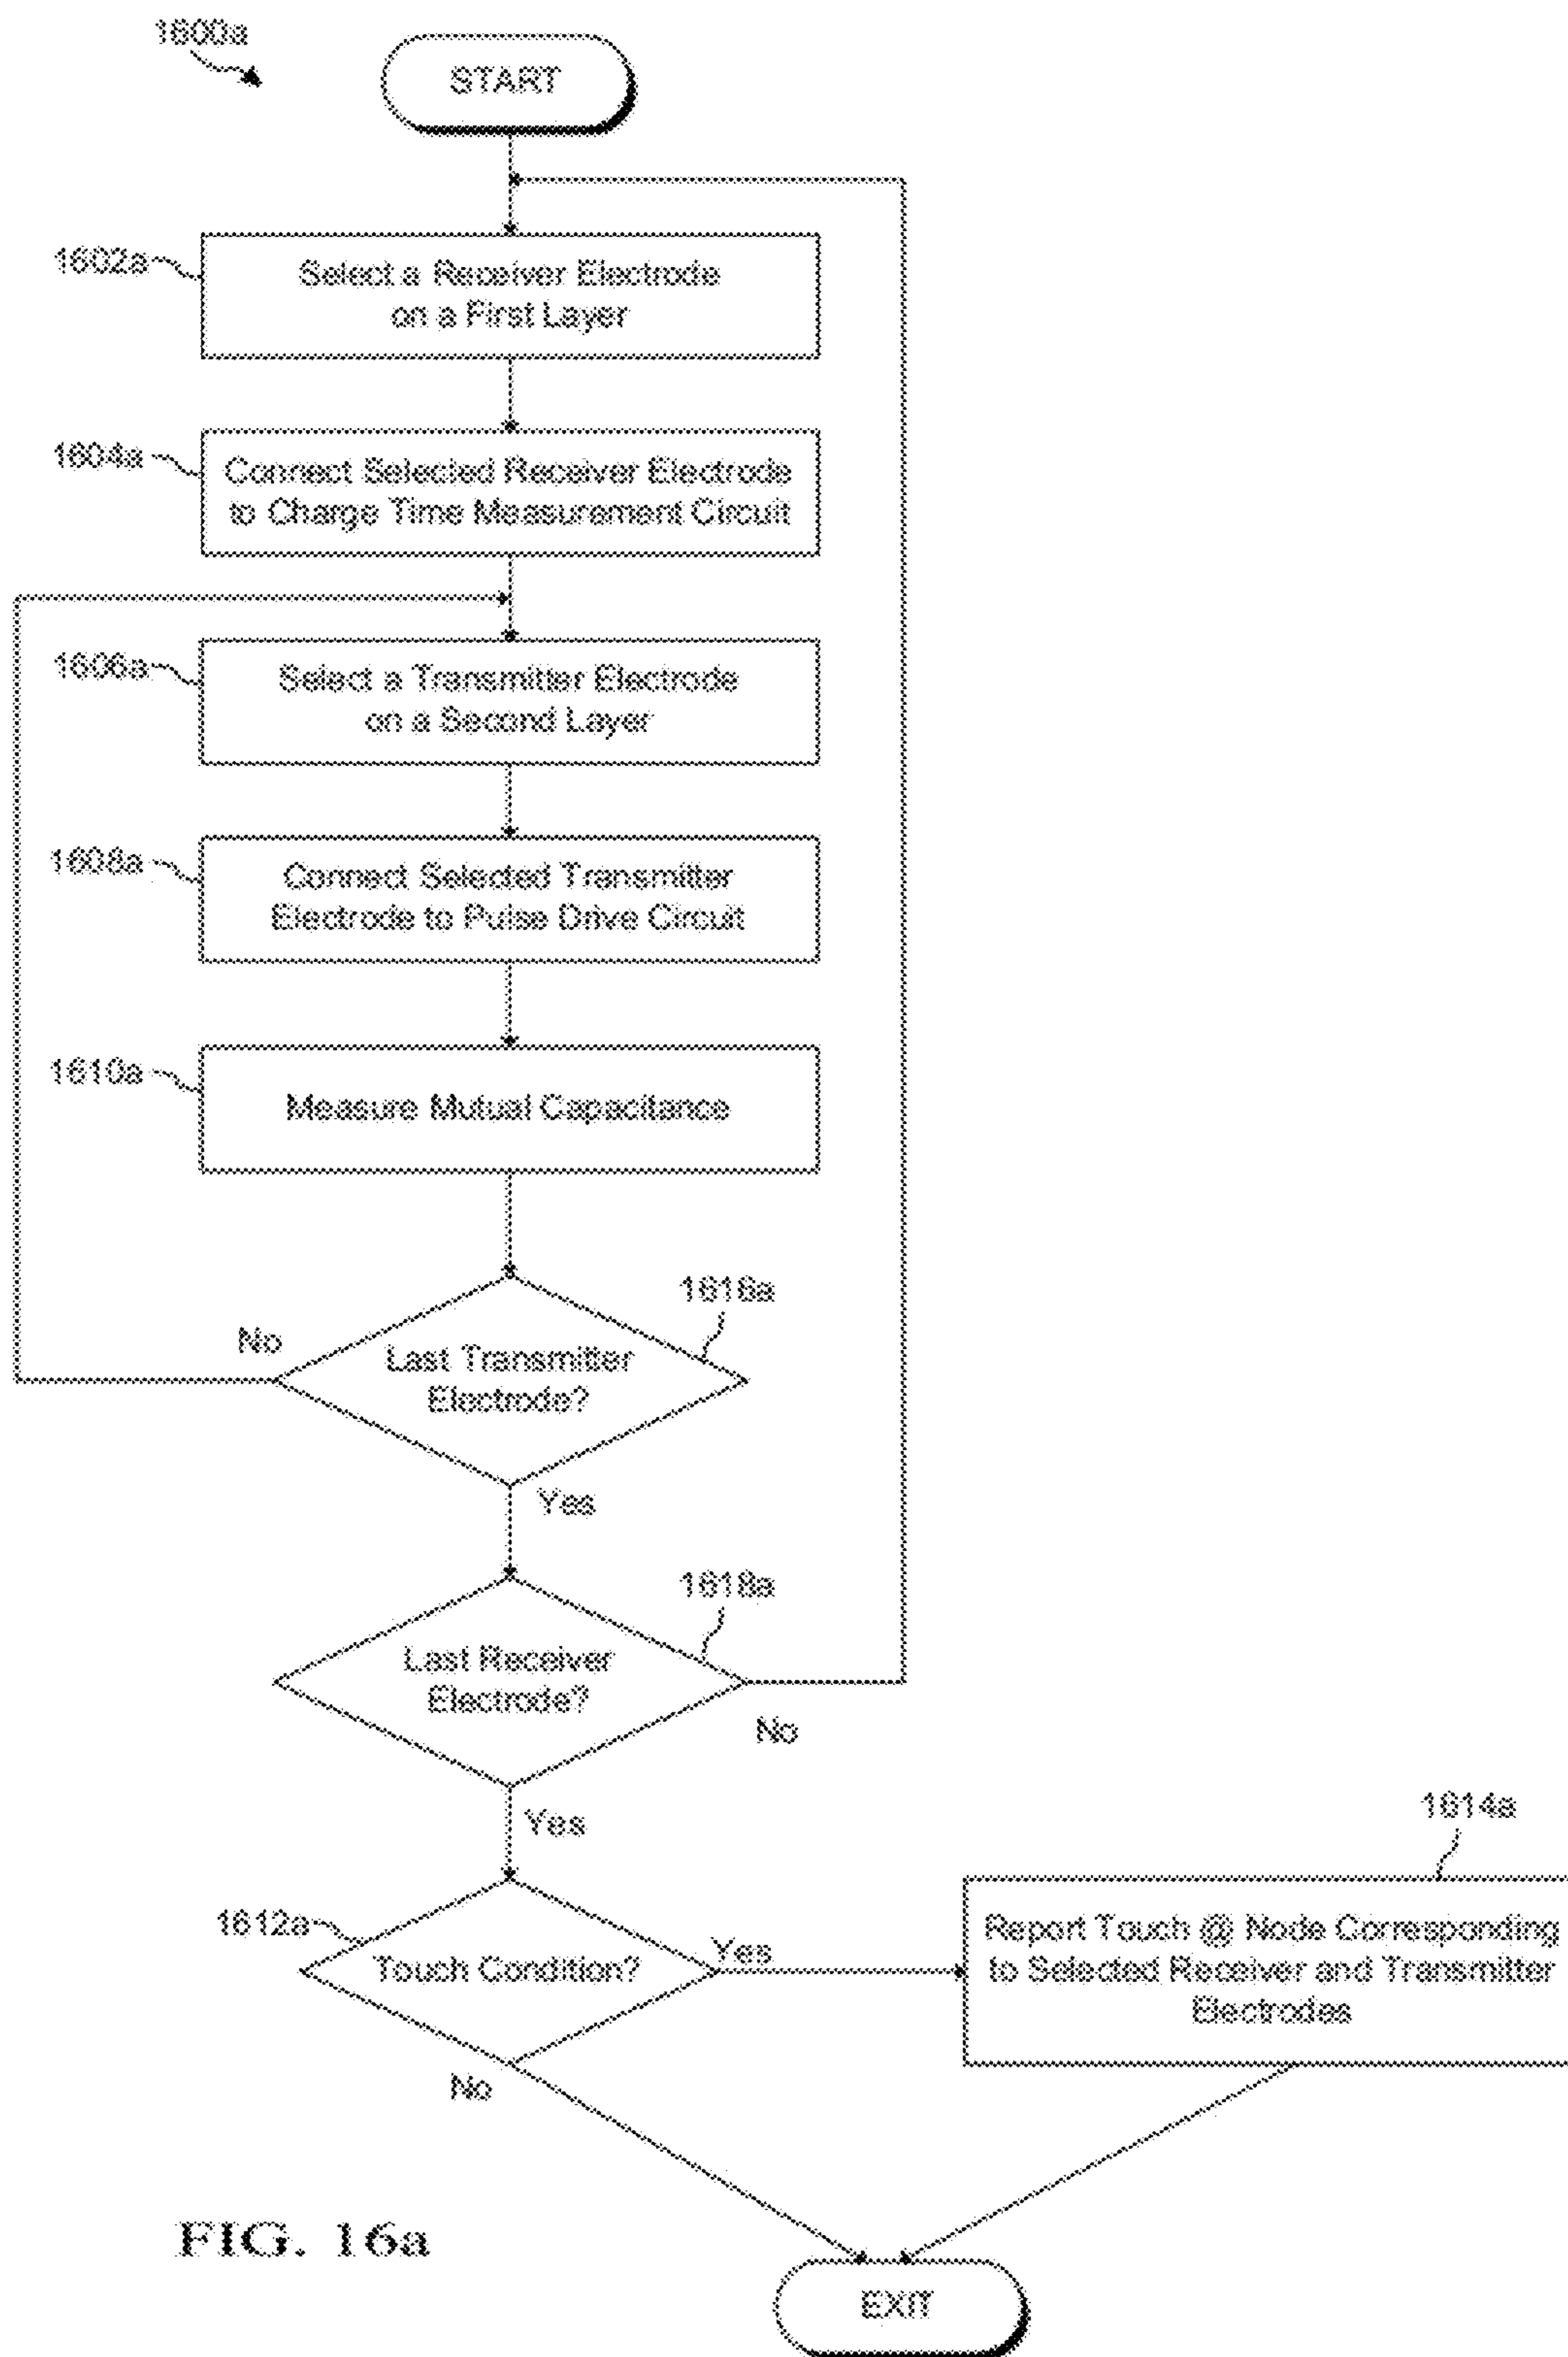 1600a
START
1602a
Select a Receiver Electrode
on a First Layer
1604a
Connect Selected Receiver Electrode
to Charge Time Measurement Circuit
1606a
Select a Transmitter Electrode
on a Second Layer
1608a
Connect Selected Transmitter
Electrode to Pulse Drive Circuit
1610a
Measure Mutual Capacitance
1616a
No
Last Transmitter
Electrode?
Yes
1618a
Last Receiver
Electrode?
No
Yes
1614a
1612a
Touch Condition?
Yes
Report Touch @ Node Corresponding
to Selected Receiver and Transmitter
Electrodes
No
FIG. 16a
EXIT